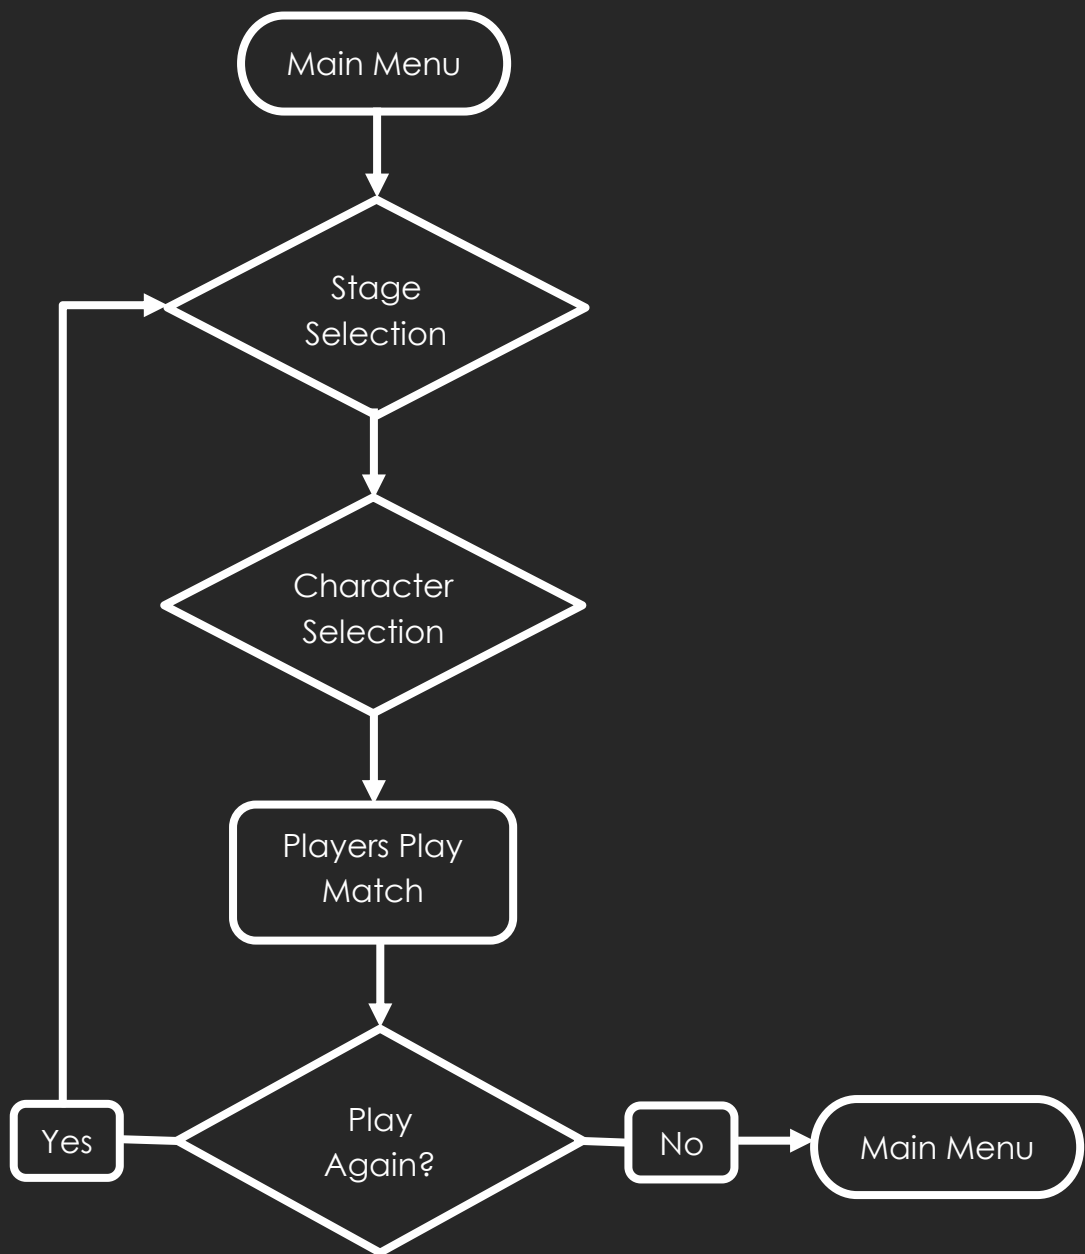 Main Menu
Stage
Selection
Character
Selection
Players Play
Match
Play
Again?
Yes
No
Main Menu